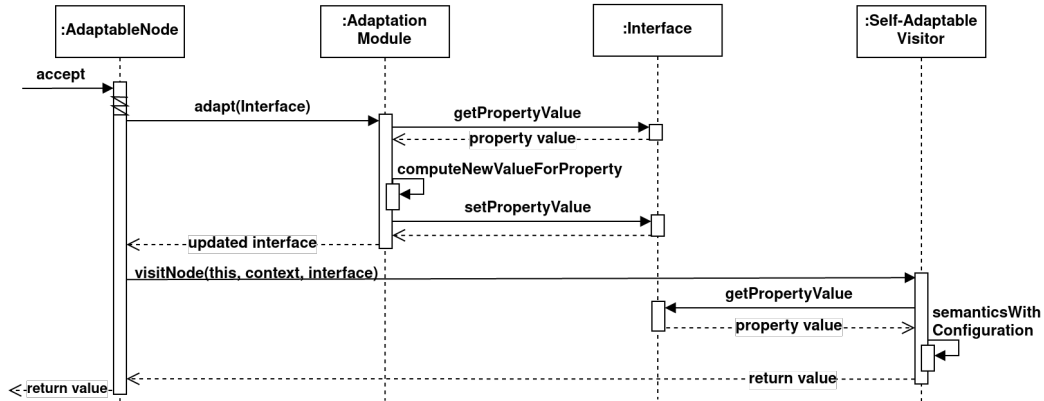 :AdaptableNode
:Adaptation
Module
:Interface
:Self-Adaptable
Visitor
accept
adapt(Interface)
getPropertyValue
property value
computeNewValueForProperty
setPropertyValue
updated interface
visitNode(this, context, interface)
getPropertyValue
property value
semanticsWith
Configuration
return value
return value